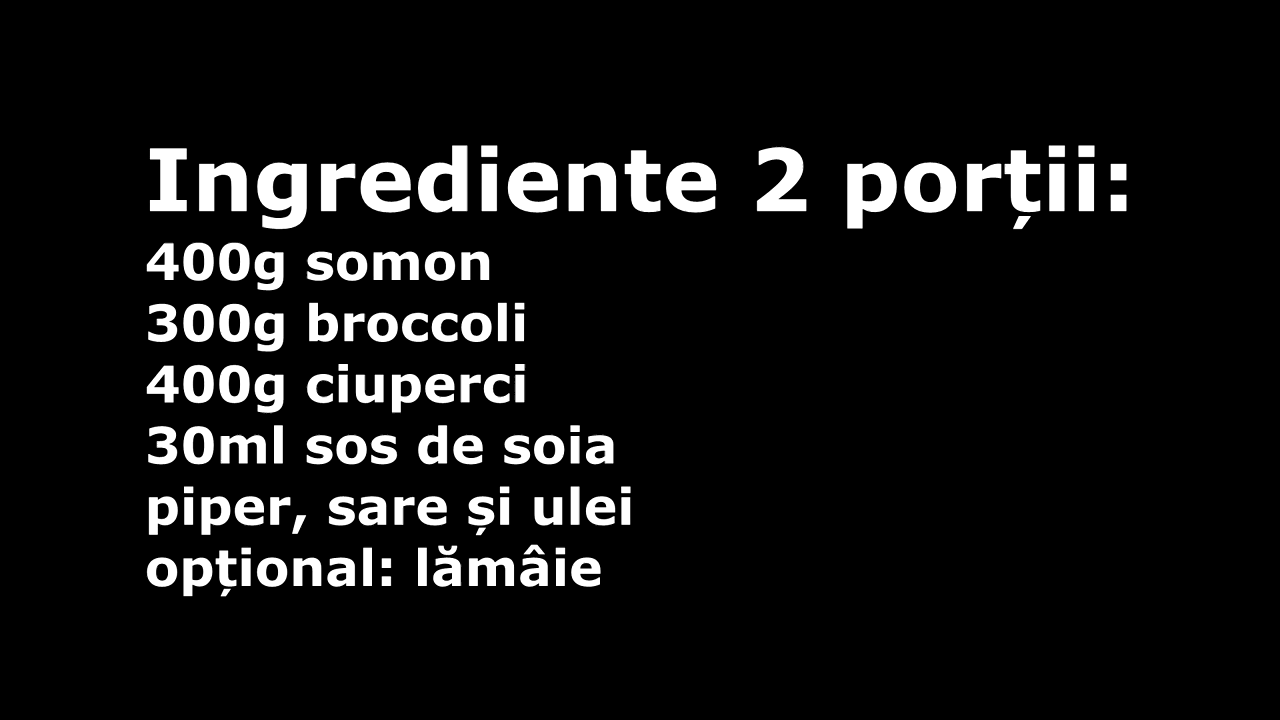 Ingrediente 2 porții:
400g somon
300g broccoli
400g ciuperci
30ml sos de soia
piper, sare și ulei
opțional: lămâie